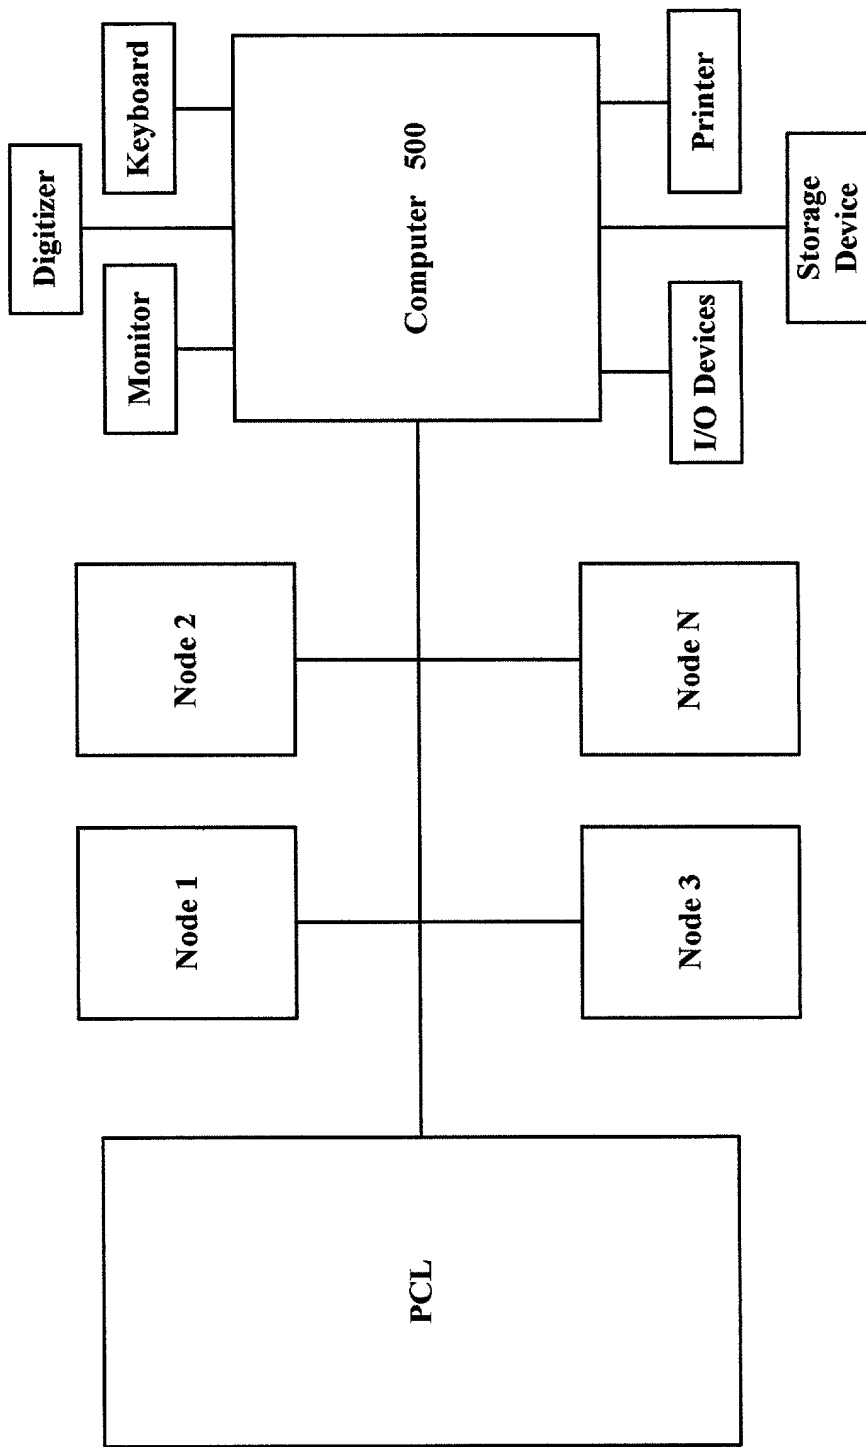 PCL
Node 1
Node 2
Node 3
Node N
Computer 500
Monitor
Digitizer
Keyboard
I/O Devices
Storage
Device
Printer